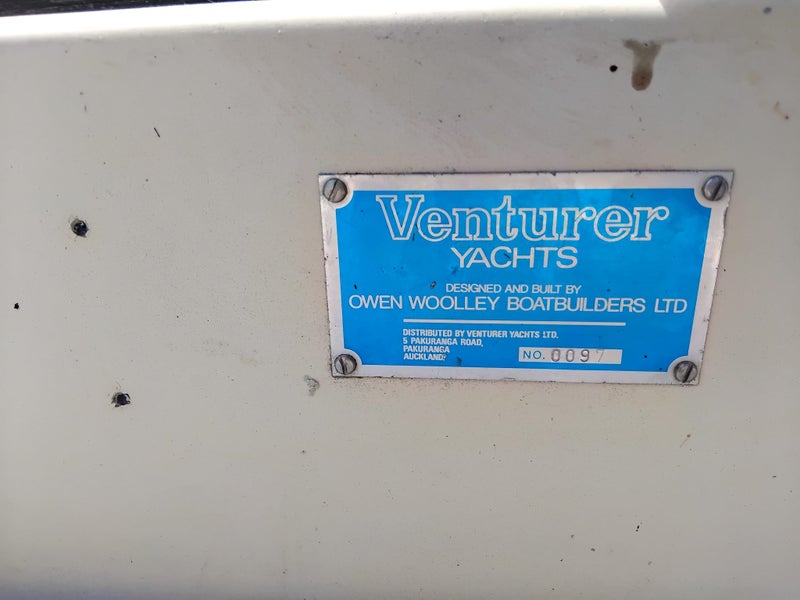 Venturer
YACHTS
DESIGNED AND BUILT BY
OWEN WOOLLEY BOATBUILDERS LTD
DISTRIBUTED BY VENTURER YACHTS LTD.
5 PAKURANGA ROAD,
PAKURANGA
AUCKLAND.
NO. 0097